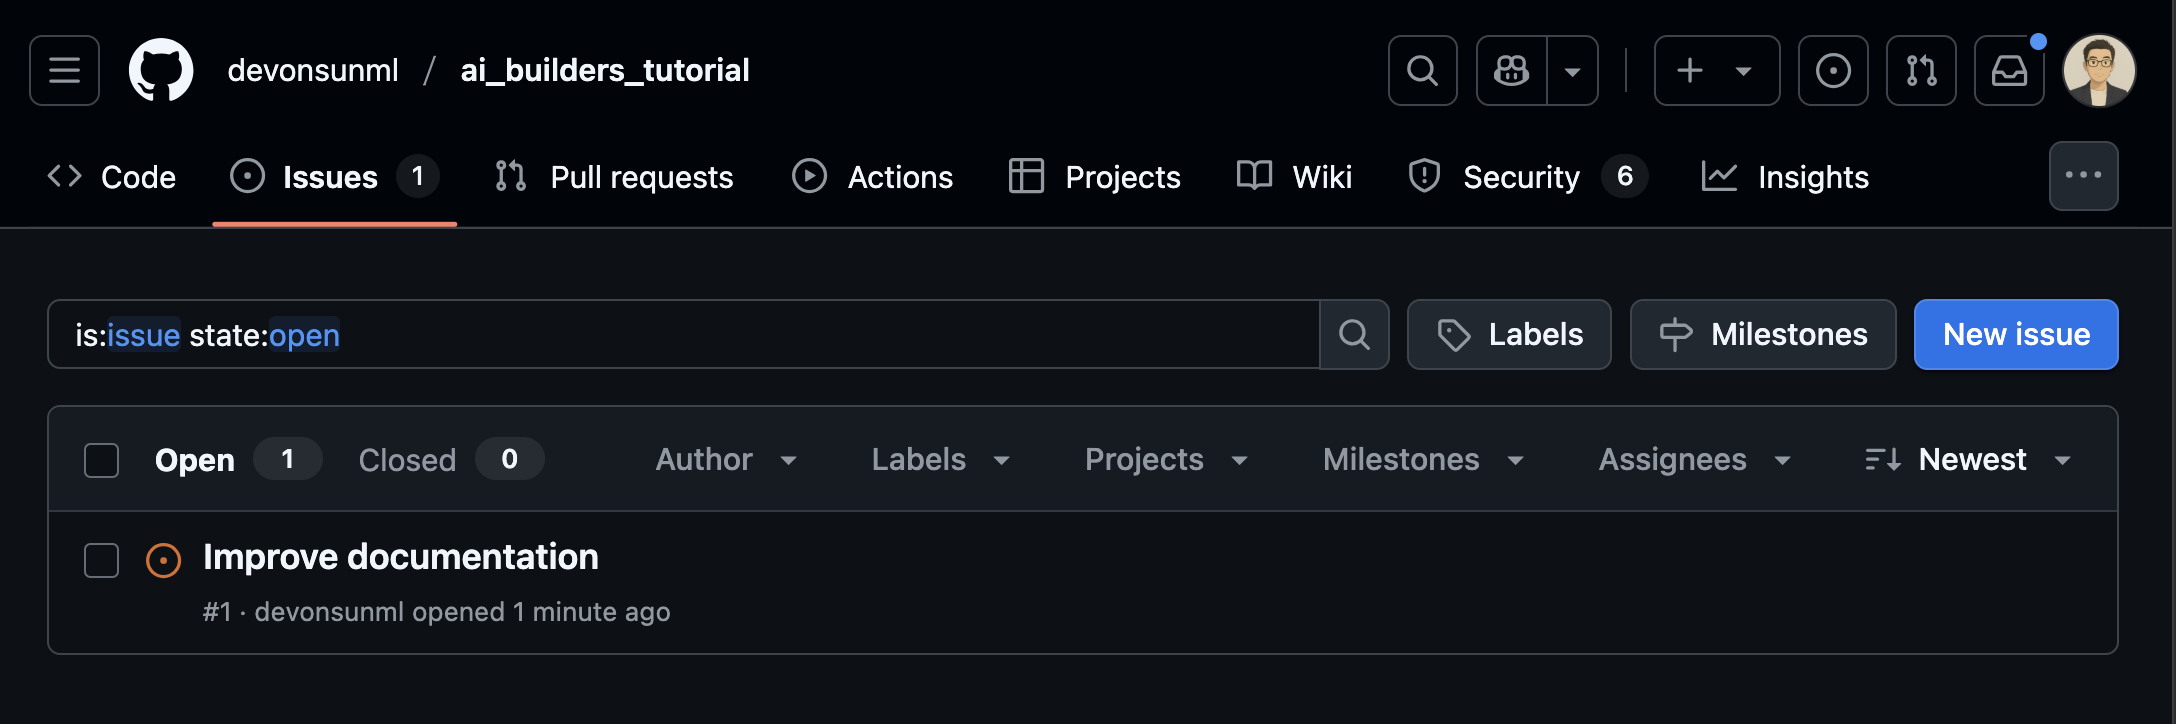 devonsunml / ai_builders_tutorial
Code Issues 1 Pull requests Actions Projects Wiki Security 6 Insights
is:issue state:open Labels Milestones New issue
Open 1 Closed 0 Author Labels Projects Milestones Assignees Newest
Improve documentation
#1 · devonsunml opened 1 minute ago